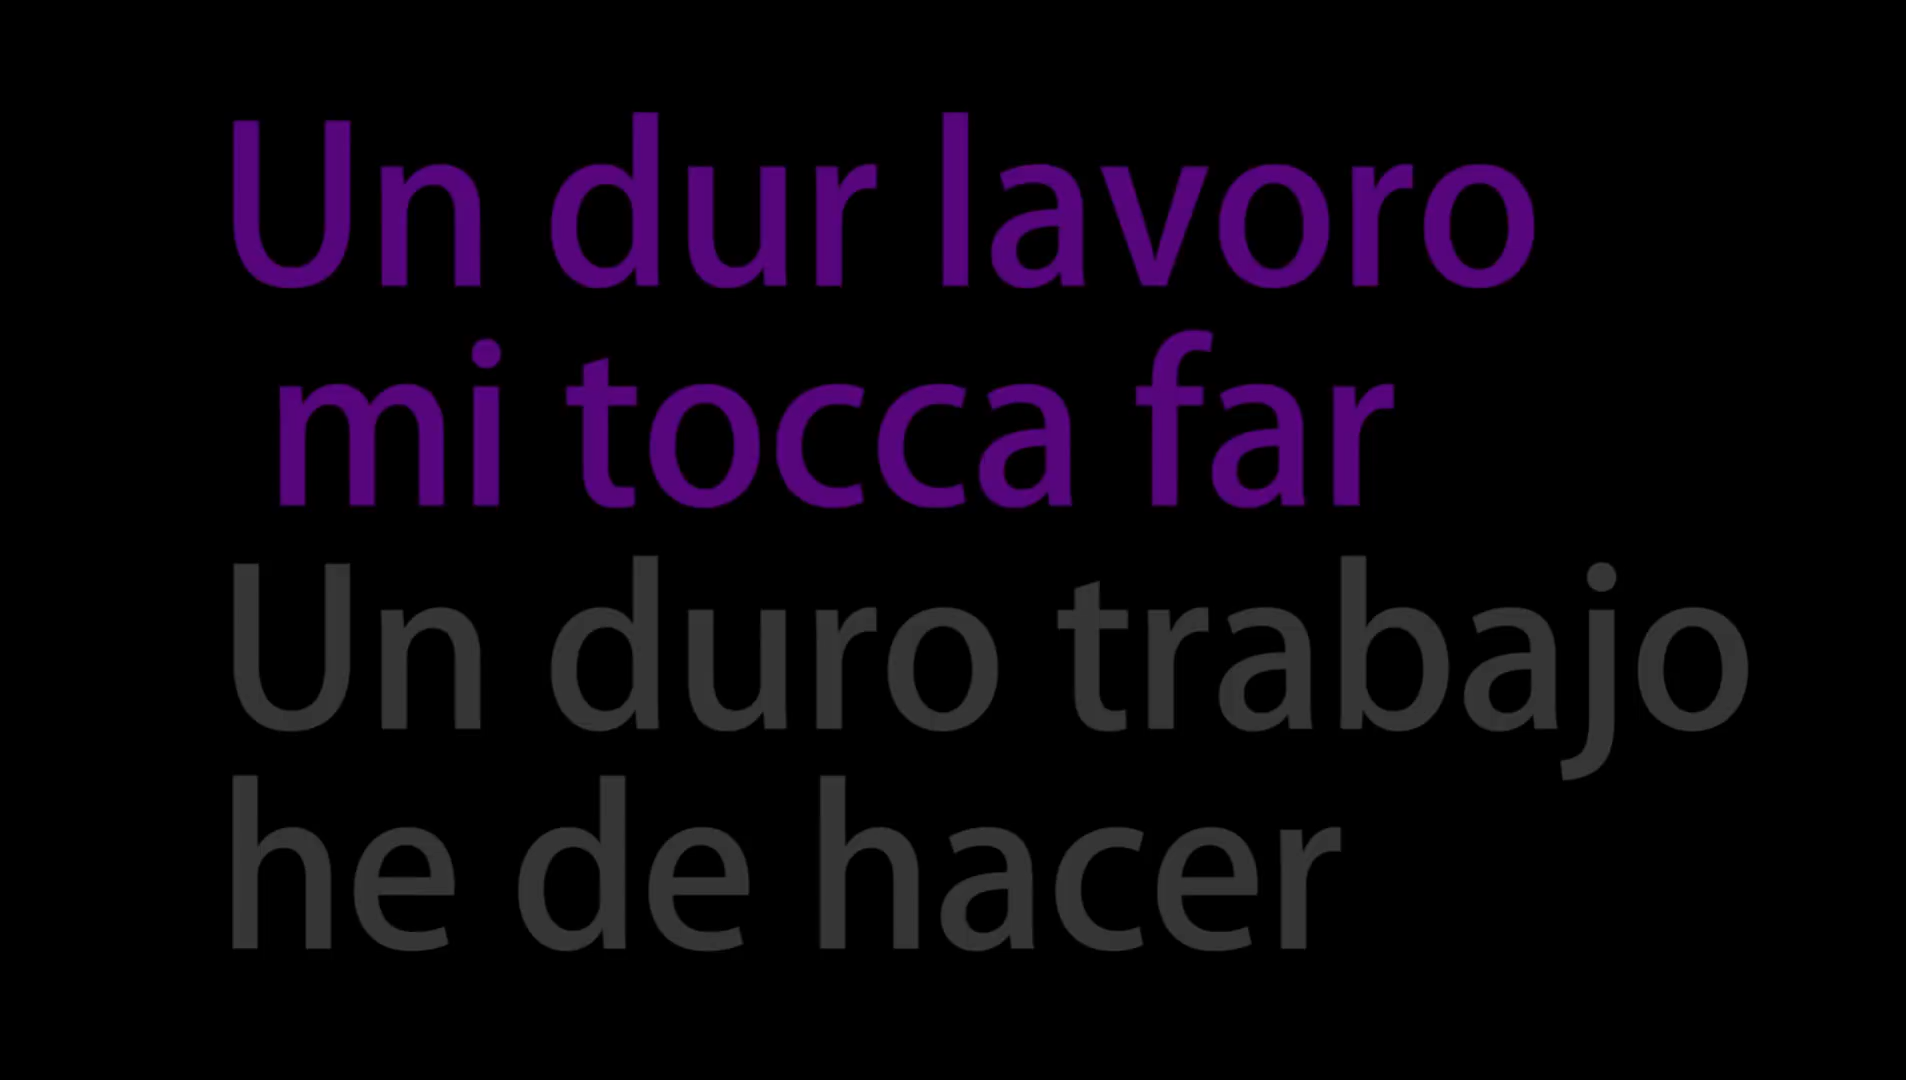 Un dur lavoro
mi tocca far
Un duro trabajo
he de hacer